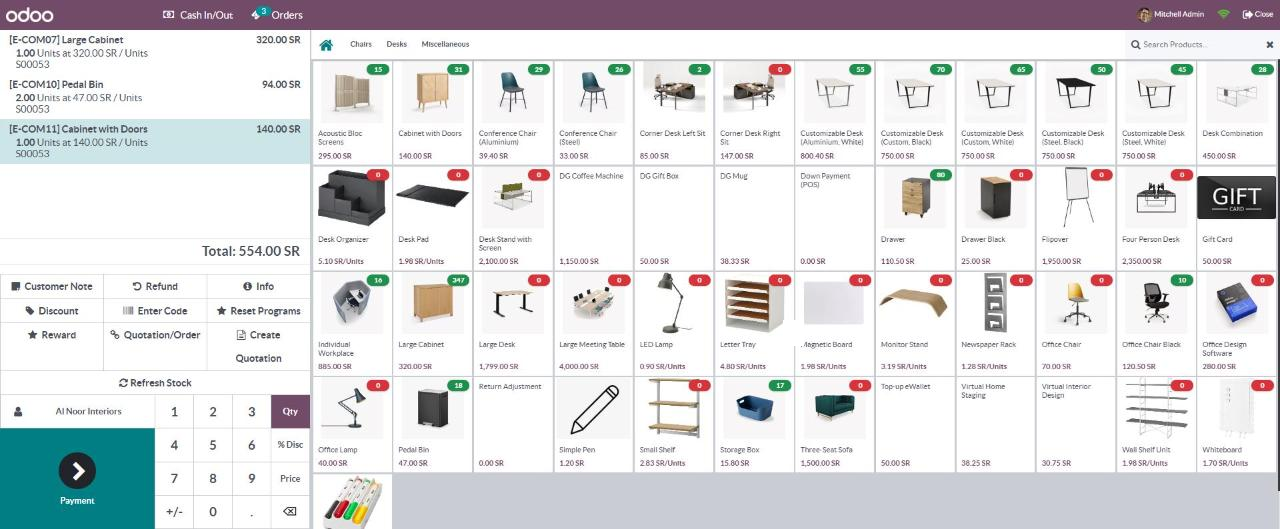 odoo
Cash In/Out
3
Orders
Mitchell Admin
Close
[E-COM07] Large Cabinet 320.00 SR
1.00 Units at 320.00 SR / Units
S00053
[E-COM10] Pedal Bin 94.00 SR
2.00 Units at 47.00 SR / Units
S00053
[E-COM11] Cabinet with Doors 140.00 SR
1.00 Units at 140.00 SR / Units
S00053
Total: 554.00 SR
Customer Note Refund Info
Discount Enter Code Reset Programs
Reward Quotation/Order Create
Quotation
Refresh Stock
Al Noor Interiors 1 2 3 Qty
4 5 6 % Disc
7 8 9 Price
Payment
+/- 0 .
Chairs Desks Miscellaneous
Search Products...
15 31 29 26 2 0 55 70 65 50 45 28
Acoustic Bloc Cabinet with Doors Conference Chair Conference Chair Corner Desk Left Sit Corner Desk Right Customizable Desk Customizable Desk Customizable Desk Customizable Desk Customizable Desk Desk Combination
Screens (Aluminium) (Steel) Sit (Aluminium, White) (Custom, Black) (Custom, White) (Steel, Black) (Steel, White)
295.00 SR 140.00 SR 39.40 SR 33.00 SR 85.00 SR 147.00 SR 800.40 SR 750.00 SR 750.00 SR 750.00 SR 750.00 SR 450.00 SR
0 0 0 DG Coffee Machine DG Gift Box DG Mug Down Payment 80 0 0 0 0
(POS)
GIFT
CARD
Desk Organizer Desk Pad Desk Stand with Drawer Drawer Black Flipover Four Person Desk Gift Card
Screen
5.10 SR/Units 1.98 SR/Units 2,100.00 SR 1,150.00 SR 50.00 SR 38.33 SR 0.00 SR 110.50 SR 25.00 SR 1,950.00 SR 2,350.00 SR 50.00 SR
16 347 0 0 0 0 0 0 0 0 10 0
Individual Large Cabinet Large Desk Large Meeting Table LED Lamp Letter Tray .lagnetic Board Monitor Stand Newspaper Rack Office Chair Office Chair Black Office Design
Workplace Software
885.00 SR 320.00 SR 1,799.00 SR 4,000.00 SR 0.90 SR/Units 4.80 SR/Units 1.98 SR/Units 3.19 SR/Units 1.28 SR/Units 70.00 SR 120.50 SR 280.00 SR
0 18 Return Adjustment 0 0 17 0 Top-up eWallet Virtual Home Virtual Interior 0 0
Staging Design
Office Lamp Pedal Bin Simple Pen Small Shelf Storage Box Three-Seat Sofa Wall Shelf Unit Whiteboard
40.00 SR 47.00 SR 0.00 SR 1.20 SR 2.83 SR/Units 15.80 SR 1,500.00 SR 50.00 SR 38.25 SR 30.75 SR 1.98 SR/Units 1.70 SR/Units